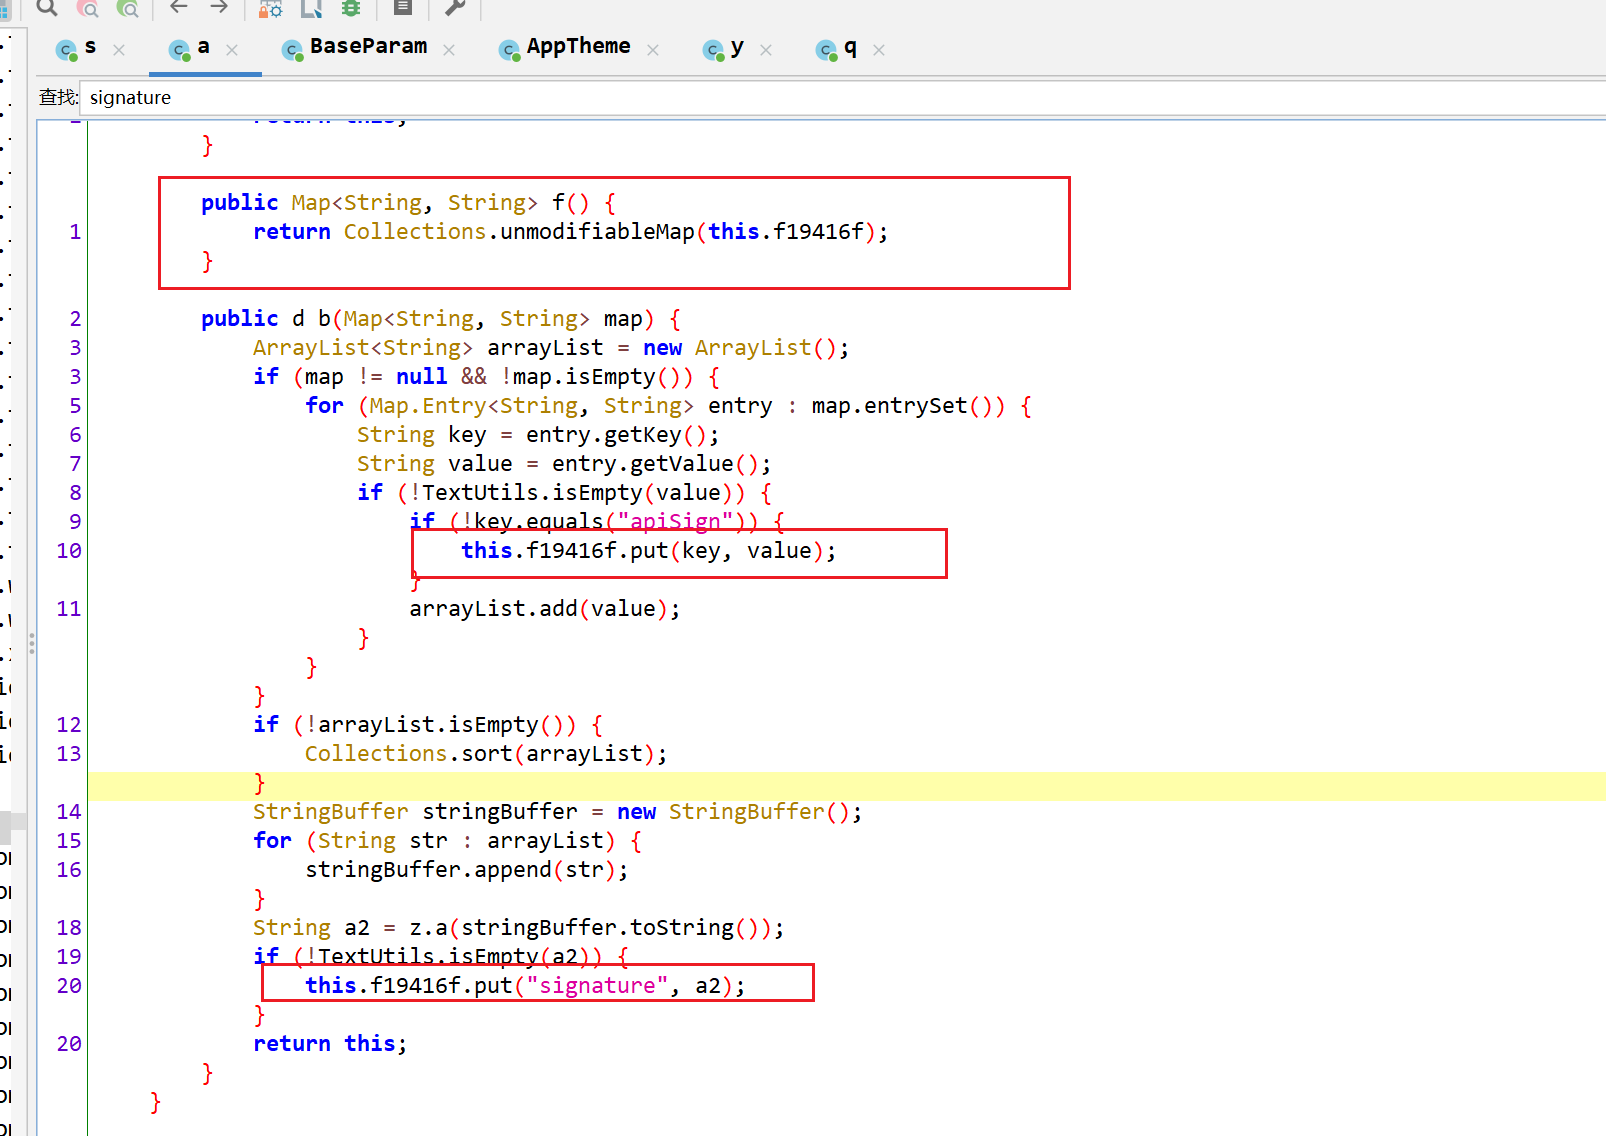 s a BaseParam AppTheme y q
查找: signature
}
public Map<String, String> f() {
1 return Collections.unmodifiableMap(this.f19416f);
}
2 public d b(Map<String, String> map) {
3 ArrayList<String> arrayList = new ArrayList();
3 if (map != null && !map.isEmpty()) {
5 for (Map.Entry<String, String> entry : map.entrySet()) {
6 String key = entry.getKey();
7 String value = entry.getValue();
8 if (!TextUtils.isEmpty(value)) {
9 if (!key.equals("apiSign")) {
10 this.f19416f.put(key, value);
}
11 arrayList.add(value);
}
}
}
12 if (!arrayList.isEmpty()) {
13 Collections.sort(arrayList);
}
14 StringBuffer stringBuffer = new StringBuffer();
15 for (String str : arrayList) {
16 stringBuffer.append(str);
}
18 String a2 = z.a(stringBuffer.toString());
19 if (!TextUtils.isEmpty(a2)) {
20 this.f19416f.put("signature", a2);
}
20 return this;
}
}